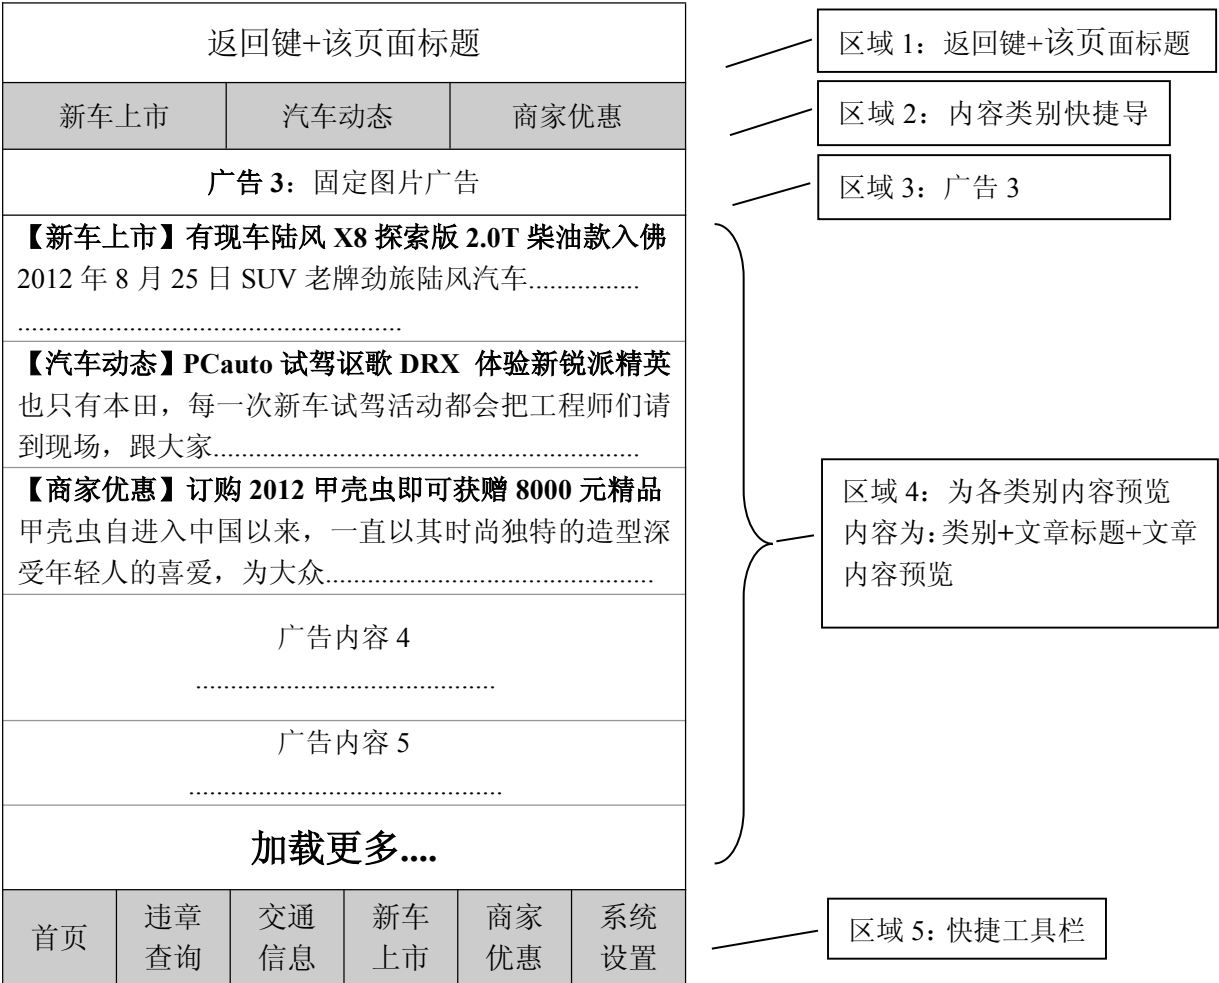 返回键+该页面标题
新车上市 汽车动态 商家优惠
广告 3：固定图片广告
【新车上市】有现车陆风 X8 探索版 2.0T 柴油款入佛
2012 年 8 月 25 日 SUV 老牌劲旅陆风汽车................
.......................................................
【汽车动态】PCauto 试驾讴歌 DRX 体验新锐派精英
也只有本田，每一次新车试驾活动都会把工程师们请
到现场，跟大家.............................................................
【商家优惠】订购 2012 甲壳虫即可获赠 8000 元精品
甲壳虫自进入中国以来，一直以其时尚独特的造型深
受年轻人的喜爱，为大众...............................................
广告内容 4
...........................................
广告内容 5
.............................................
加载更多....
首页 违章 交通 新车 商家 系统
查询 信息 上市 优惠 设置
区域 1：返回键+该页面标题
区域 2：内容类别快捷导
区域 3：广告 3
区域 4：为各类别内容预览
内容为：类别+文章标题+文章
内容预览
区域 5：快捷工具栏